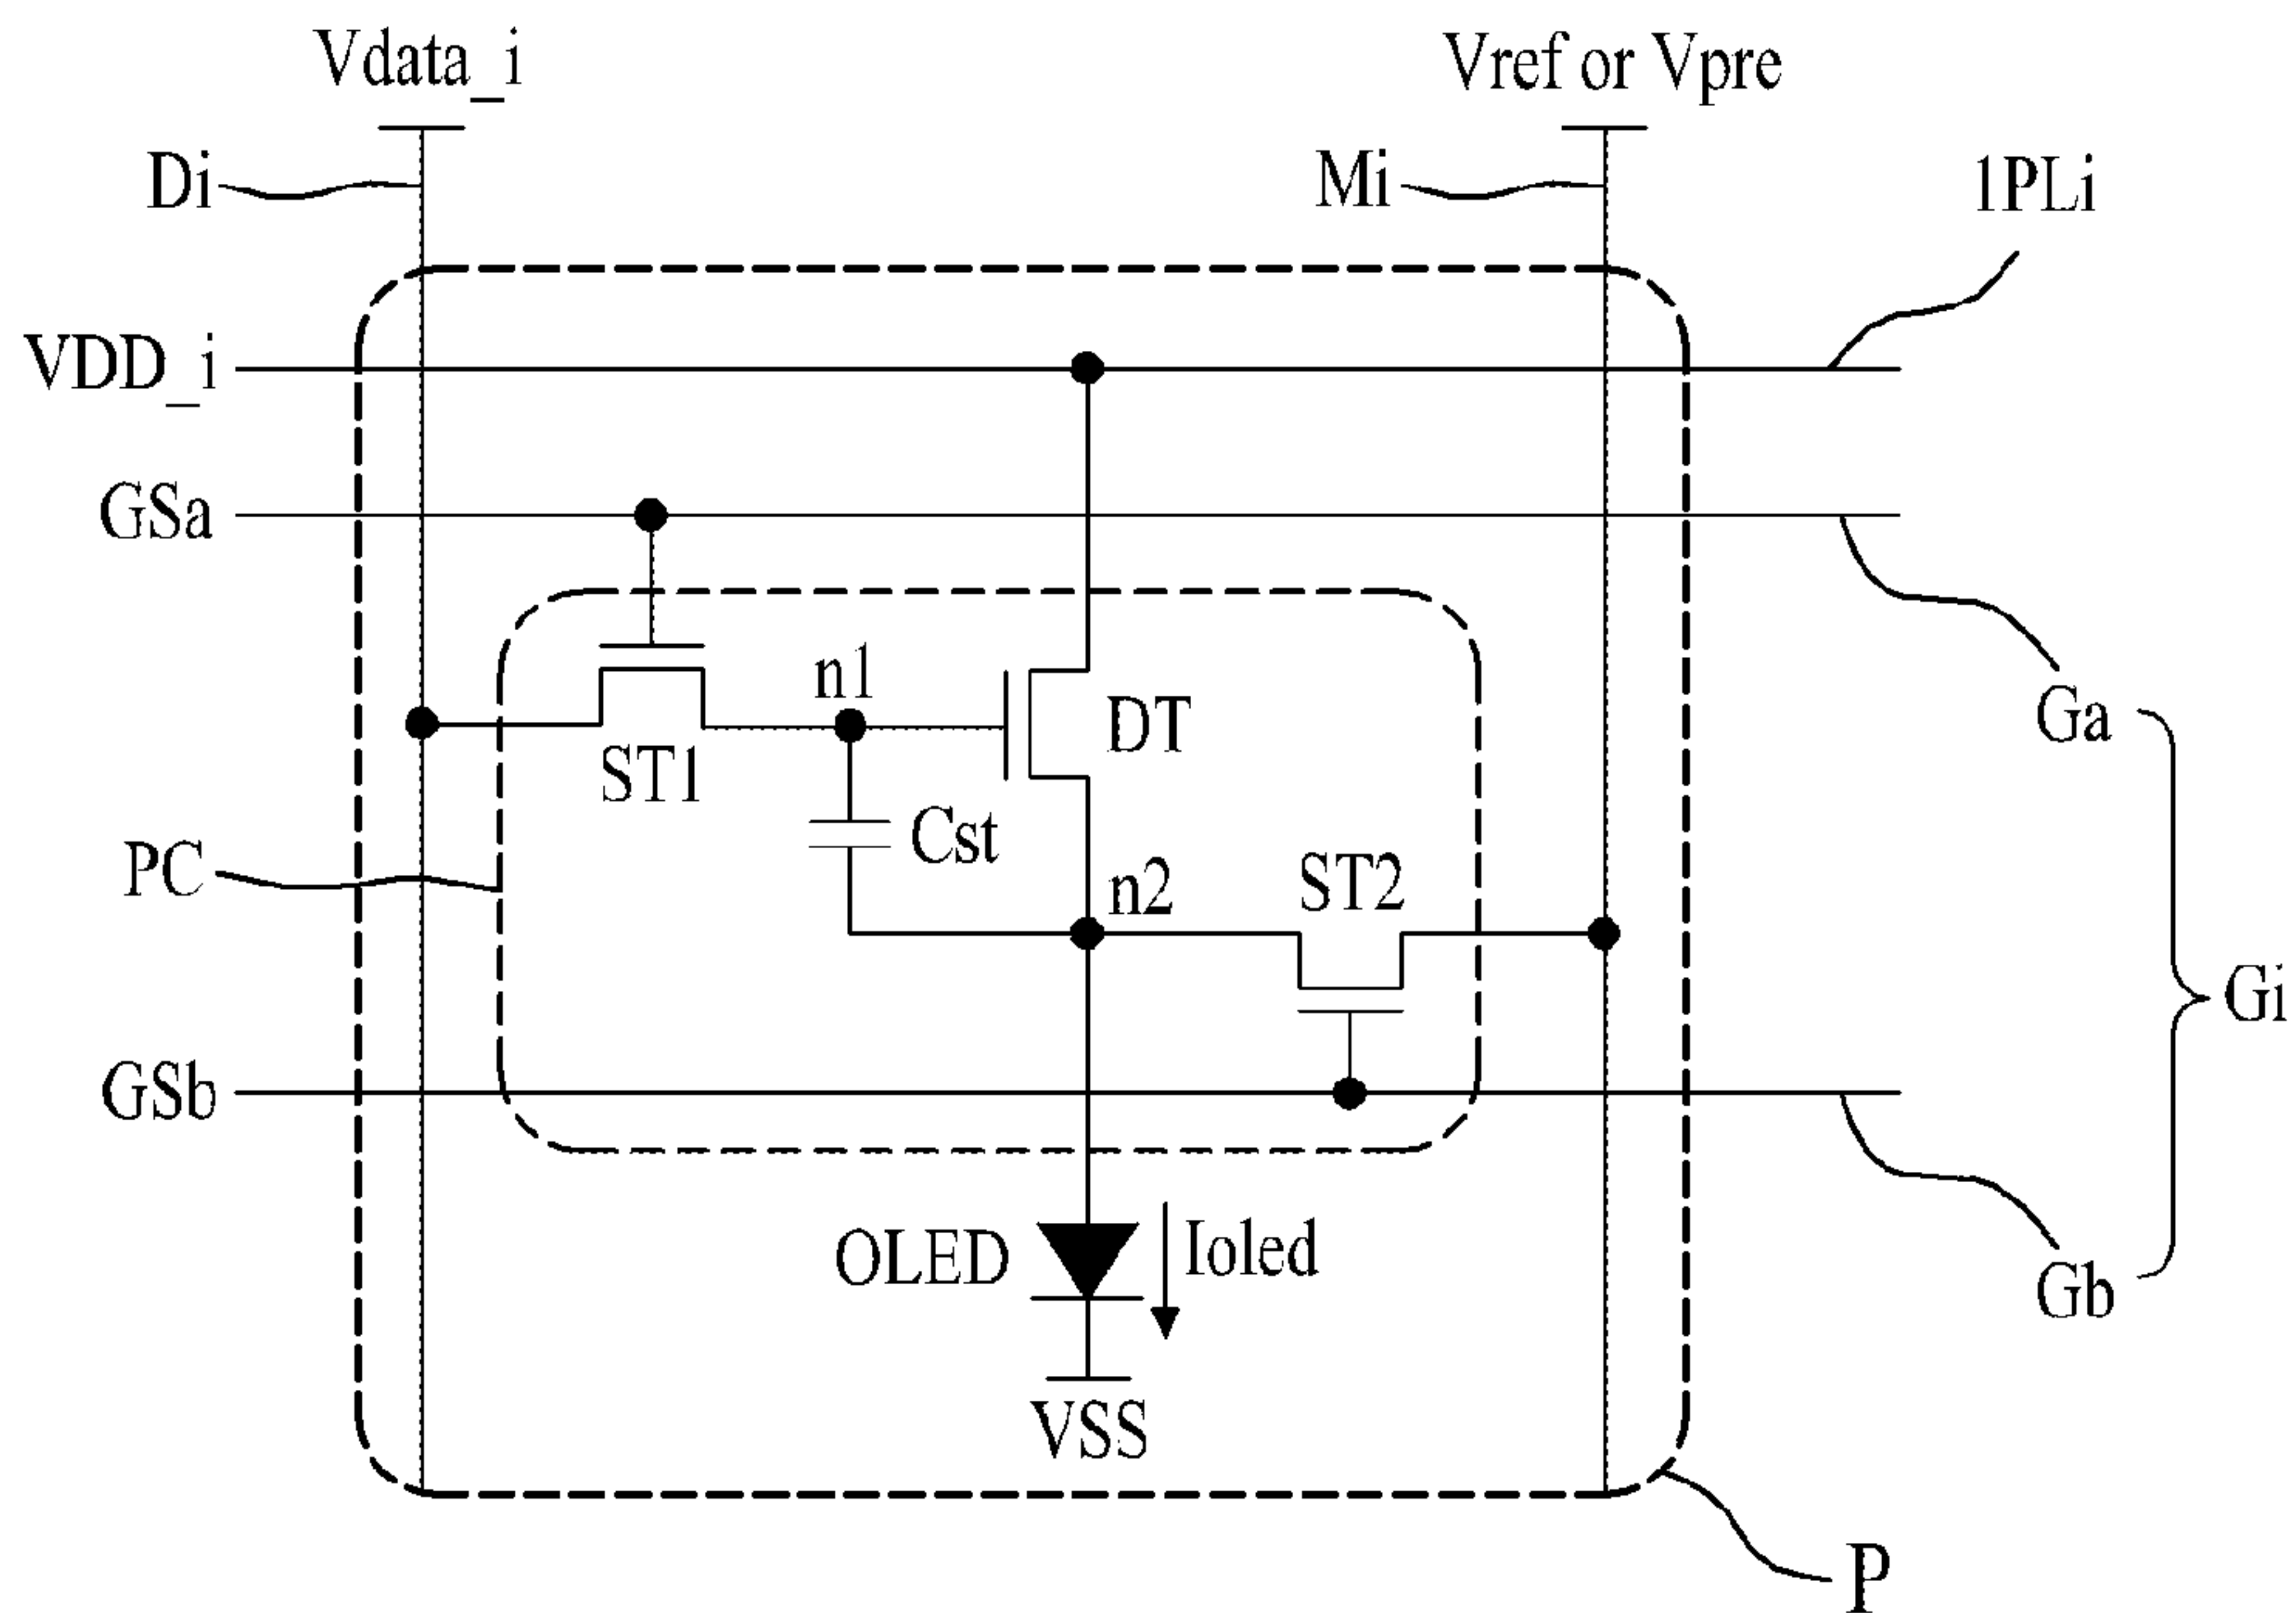 Vdata_i
Vref or Vpre
Di
Mi
1PLi
VDD_i
GSa
n1
DT
Ga
ST1
Cst
PC
n2
ST2
Gi
GSb
OLED
Ioled
Gb
VSS
P